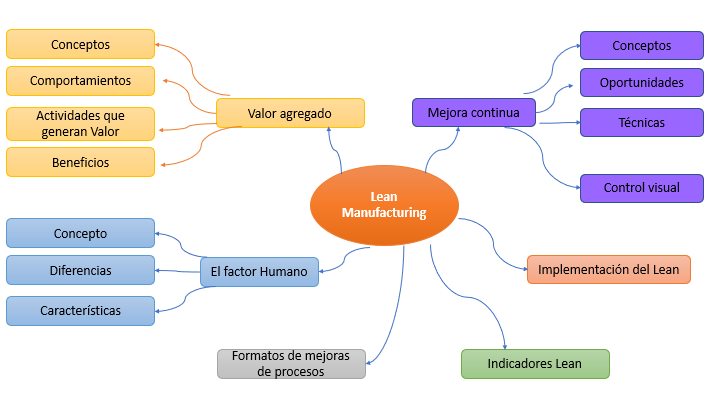 Conceptos
Comportamientos
Actividades que
generan Valor
Beneficios
Valor agregado
Mejora continua
Conceptos
Oportunidades
Técnicas
Control visual
Lean
Manufacturing
Concepto
Diferencias
Características
El factor Humano
Implementación del Lean
Formatos de mejoras
de procesos
Indicadores Lean